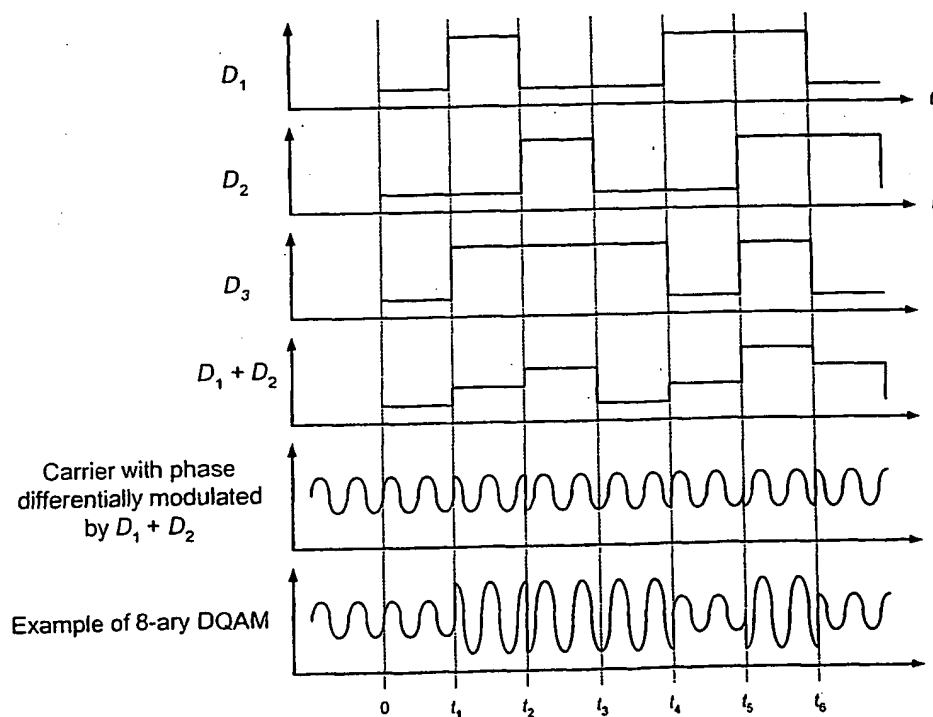 D₁
t
D₂
t
D₃
D₁ + D₂
Carrier with phase
differentially modulated
by D₁ + D₂
Example of 8-ary DQAM
0 t₁ t₂ t₃ t₄ t₅ t₆